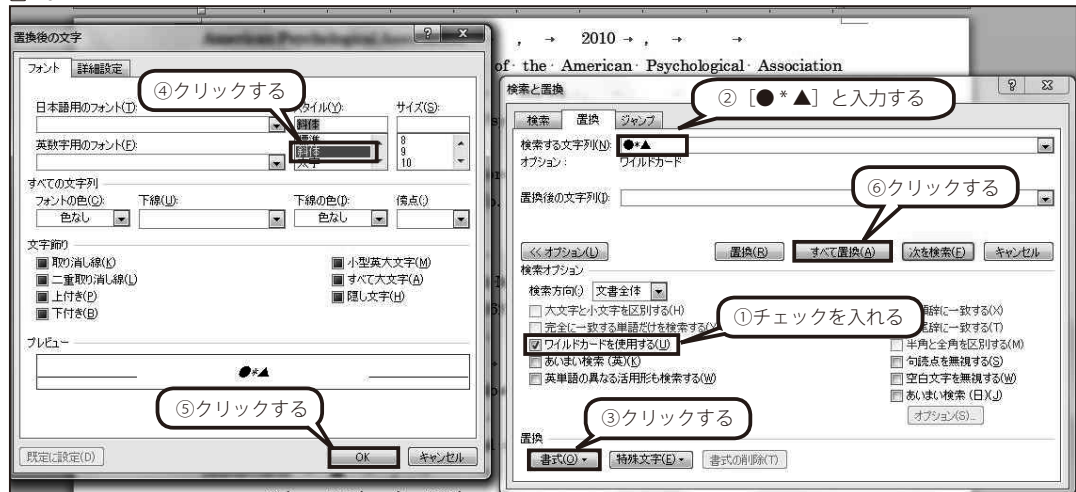 , → 2010 → , → →
of the American Psychological Association
置換後の文字
フォント 詳細設定
④クリックする
日本語用のフォント(T):
スタイル(Y):
サイズ(S):
斜体
標準
斜体
太字
8
9
10
英数字用のフォント(F):
すべての文字列
フォントの色(C):
下線(U):
下線の色(I):
傍点(:)
色なし
色なし
文字飾り
取り消し線(K)
二重取り消し線(L)
上付き(P)
下付き(B)
小型英大文字(M)
すべて大文字(A)
隠し文字(H)
プレビュー
●*▲
⑤クリックする
既定に設定(D)
OK
キャンセル
検索と置換
②［●*▲］と入力する
検索 置換 ジャンプ
検索する文字列(N): ●*▲
オプション: ワイルドカード
⑥クリックする
置換後の文字列(I):
<< オプション(L)
置換(R)
すべて置換(A)
次を検索(F)
キャンセル
検索オプション
検索方向(:) 文書全体
大文字と小文字を区別する(H)
完全に一致する単語だけを検索する
①チェックを入れる
ワイルドカードを使用する(U)
あいまい検索 (英)(K)
英単語の異なる活用形も検索する(W)
に一致する(X)
に一致する(T)
半角と全角を区別する(M)
句読点を無視する(S)
空白文字を無視する(W)
あいまい検索 (日)(J)
オプション(S)...
③クリックする
置換
書式(O)
特殊文字(E)
書式の削除(T)